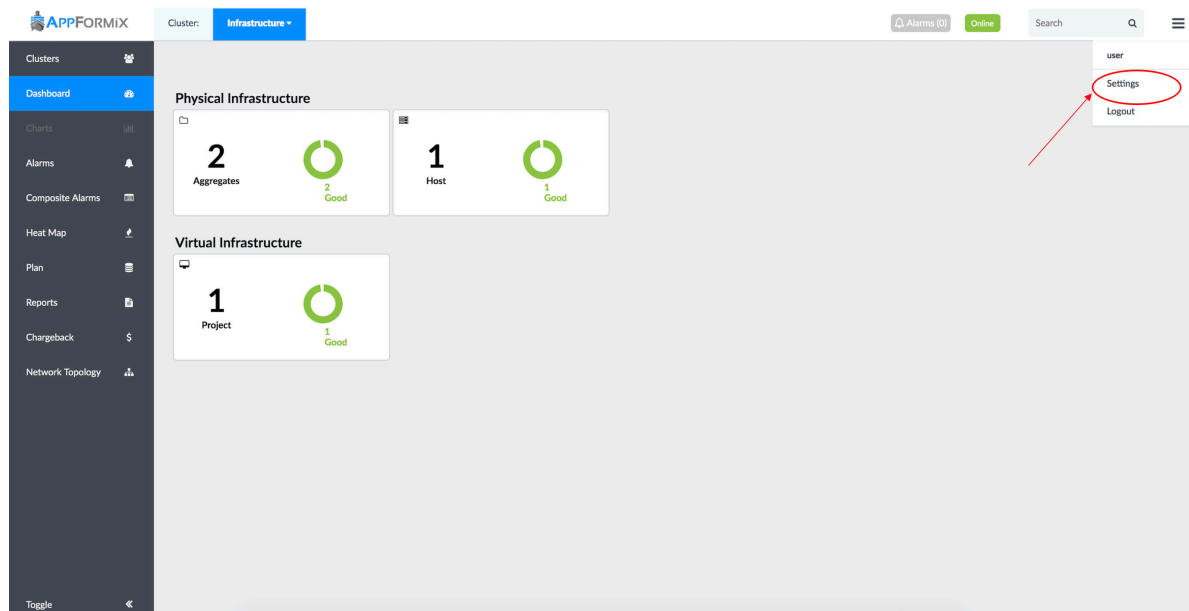 APPFORMIX
Cluster:
Infrastructure
Alarms (0)
Online
Search
user
Settings
Logout
Clusters
Dashboard
Charts
Alarms
Composite Alarms
Heat Map
Plan
Reports
Chargeback
Network Topology
Toggle
Physical Infrastructure
2
Aggregates
2
Good
1
Host
1
Good
Virtual Infrastructure
1
Project
1
Good